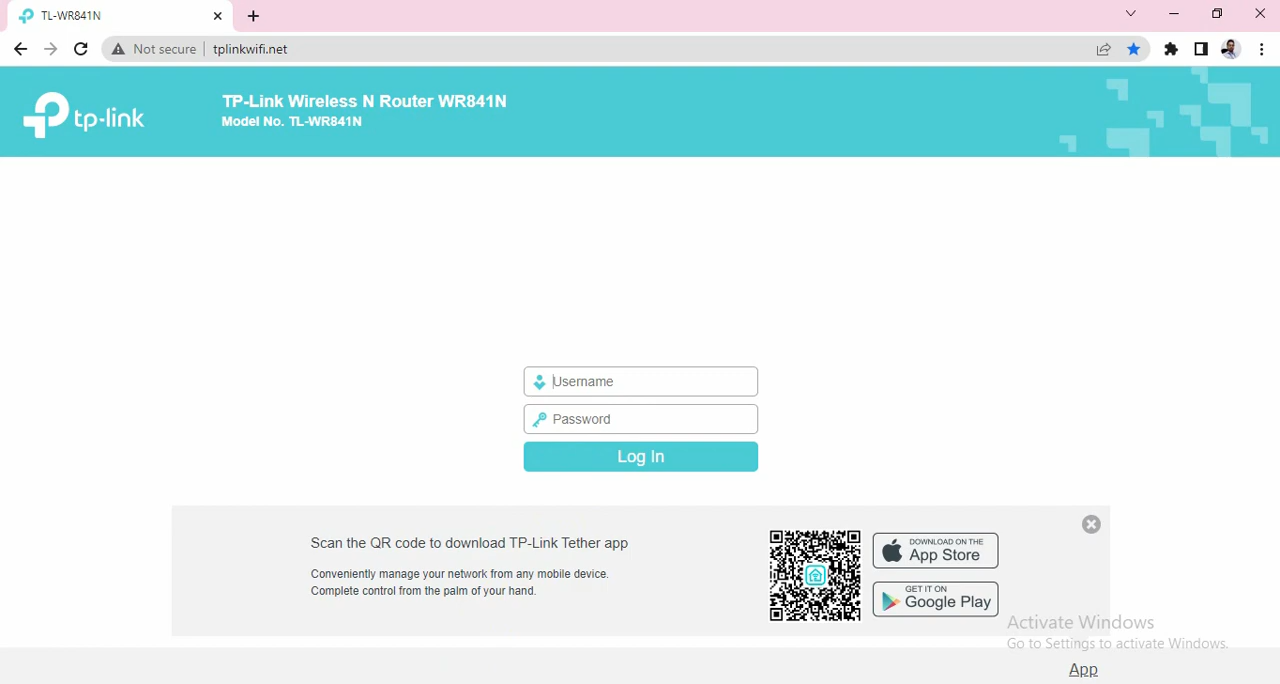 TL-WR841N
Not secure
tplinkwifi.net
tp-link
TP-Link Wireless N Router WR841N
Model No. TL-WR841N
Username
Password
Log In
Scan the QR code to download TP-Link Tether app
Conveniently manage your network from any mobile device.
Complete control from the palm of your hand.
DOWNLOAD ON THE
App Store
GET IT ON
Google Play
Activate Windows
Go to Settings to activate Windows.
App